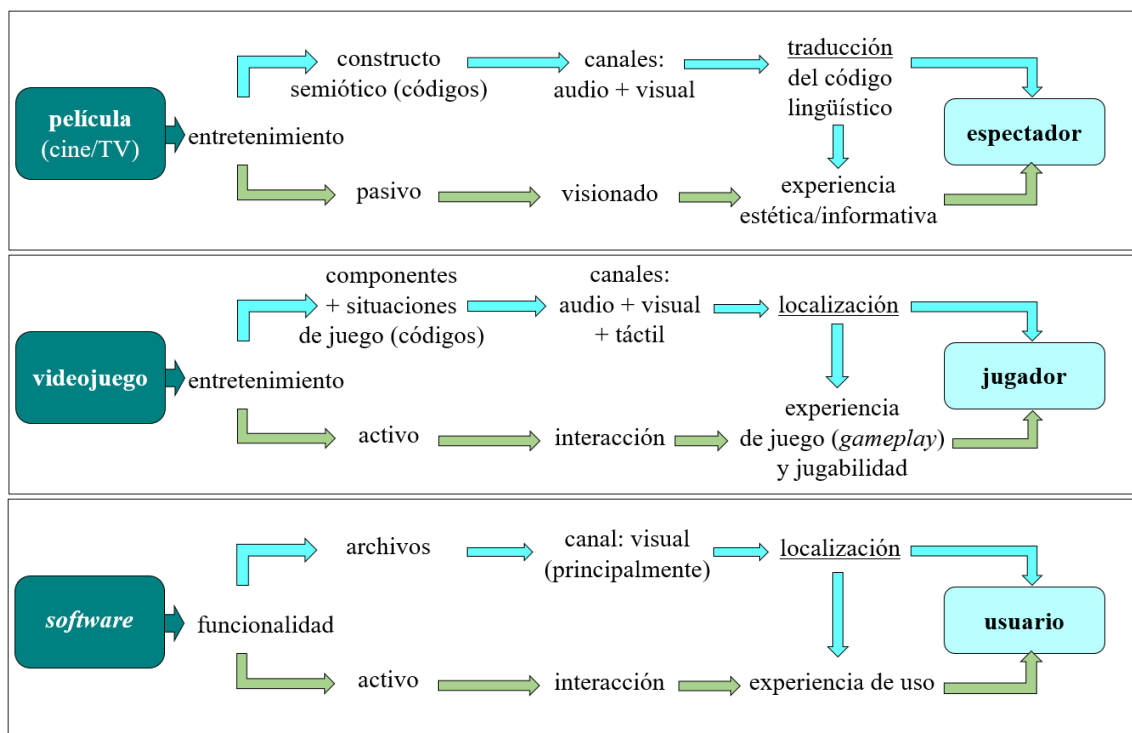 película
(cine/TV)
entretenimiento
constructo
semiótico (códigos)
canales:
audio + visual
traducción
del código
lingüístico
pasivo
visionado
experiencia
estética/informativa
espectador
videojuego
entretenimiento
componentes
+ situaciones
de juego (códigos)
canales:
audio + visual
+ táctil
localización
activo
interacción
experiencia
de juego (gameplay)
y jugabilidad
jugador
software
funcionalidad
archivos
canal: visual
(principalmente)
localización
activo
interacción
experiencia de uso
usuario